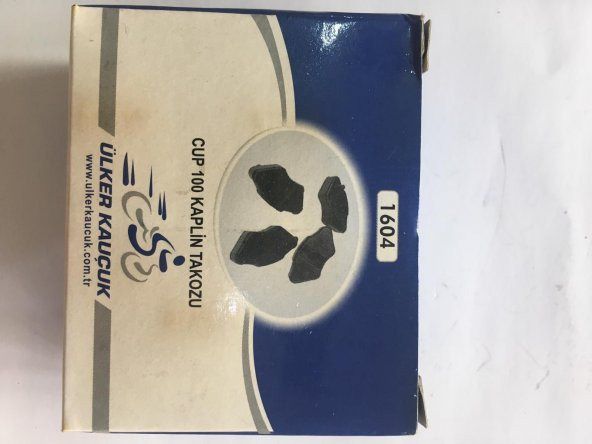 1604
CUP 100 KAPLİN TAKOZU
ÜLKER KAUÇUK
www.ulkerkaucuk.com.tr